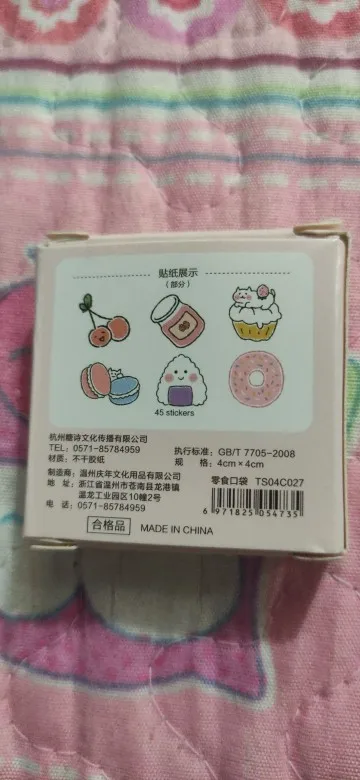 贴纸展示
（部分）
45 stickers
杭州糖诗文化传播有限公司
TEL：0571-85784959
材质：不干胶纸
执行标准：GB/T 7705-2008
规 格：4cm×4cm
制造商：温州庆年文化用品有限公司
地 址：浙江省温州市苍南县龙港镇
温龙工业园区10幢2号
电 话：0571-85784959
零食口袋 TS04C027
6 971825 054735
合格品 MADE IN CHINA